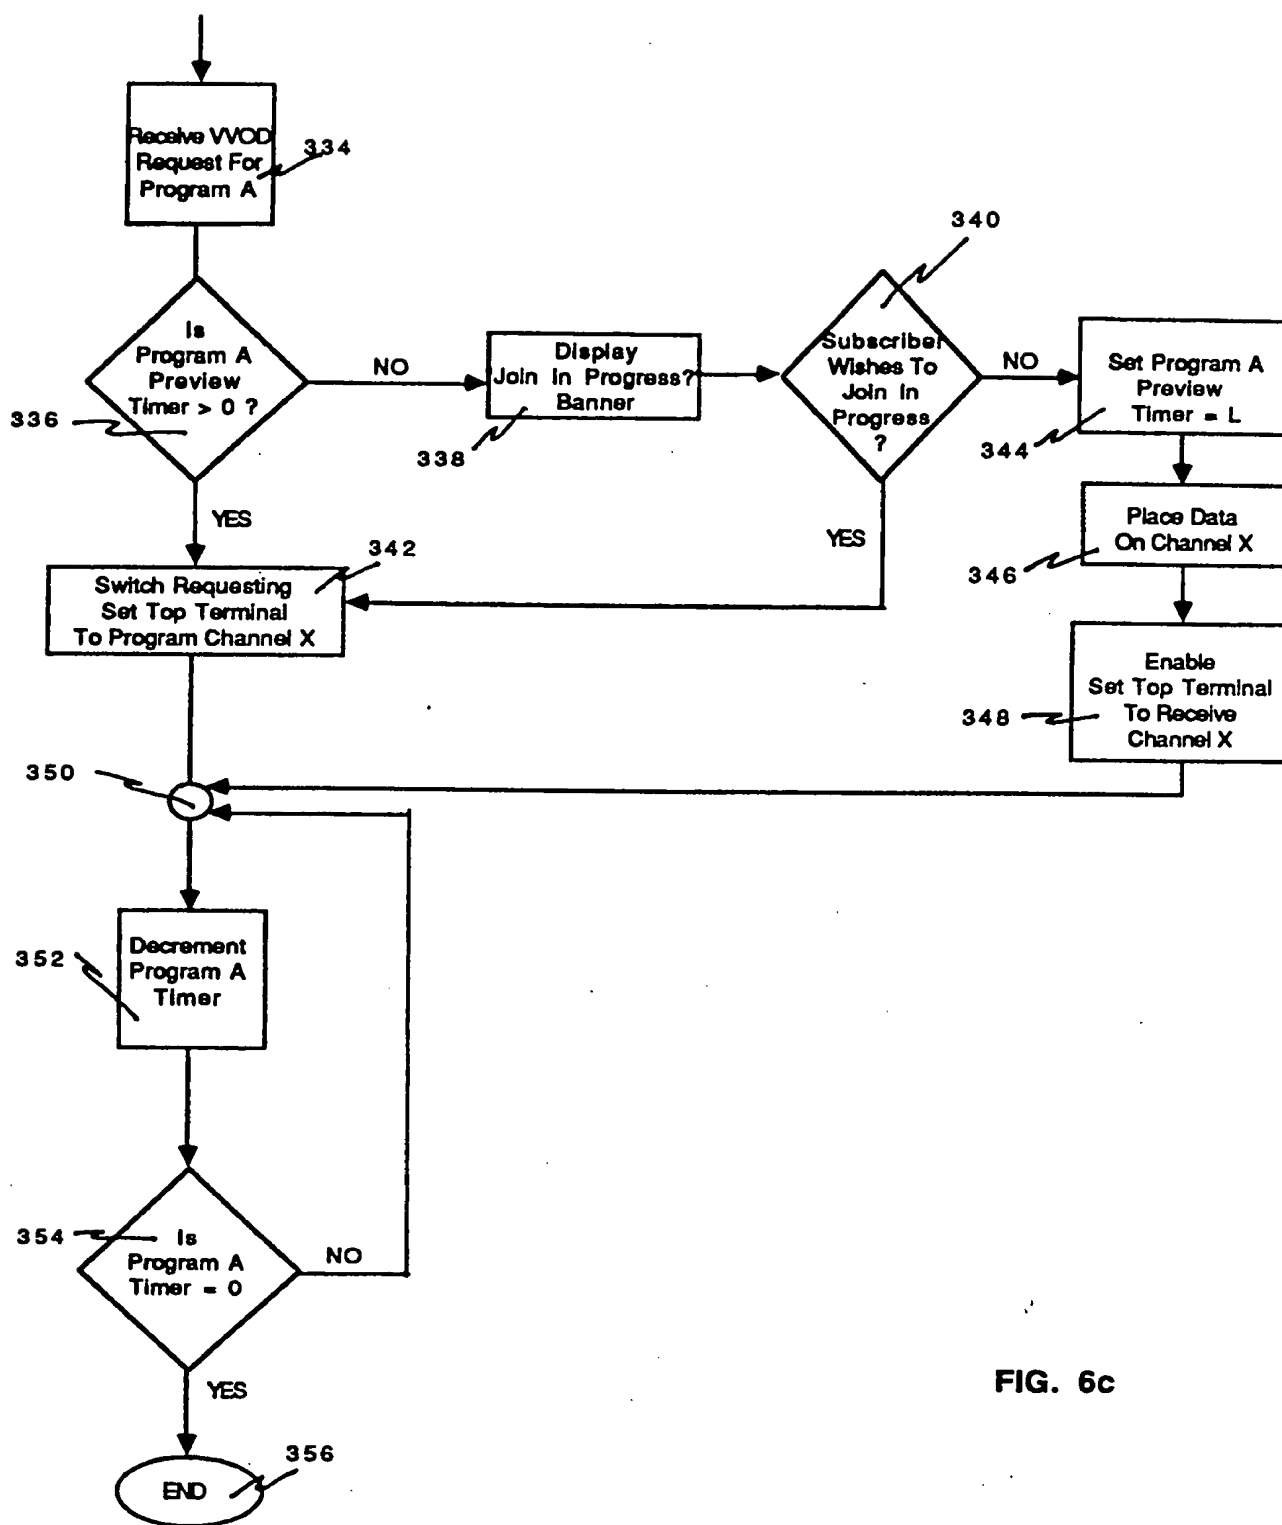 Receive VVOD
Request For
Program A
334
Is
Program A
Preview
Timer > 0 ?
336
NO
YES
Display
Join In Progress?
Banner
338
340
Subscriber
Wishes To
Join In
Progress
?
NO
YES
Set Program A
Preview
Timer = L
344
Place Data
On Channel X
346
Enable
Set Top Terminal
To Receive
Channel X
348
342
Switch Requesting
Set Top Terminal
To Program Channel X
350
Decrement
Program A
Timer
352
354
Is
Program A
Timer = 0
NO
YES
END
356
FIG. 6c